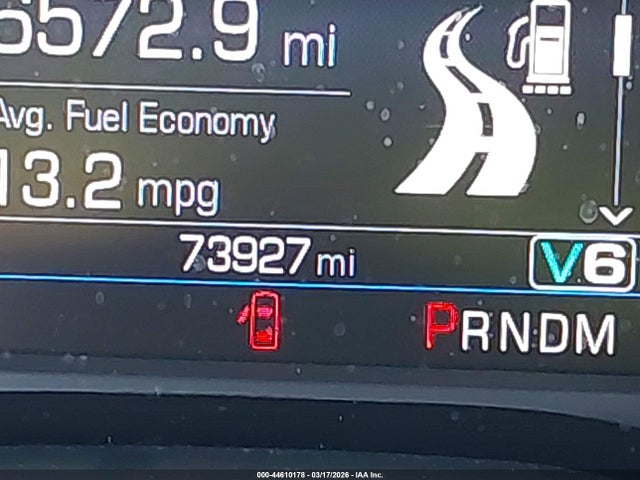 6572.9 mi
Avg. Fuel Economy
13.2 mpg
73927 mi
V6
PRNDM
000-44610178 - 03/17/2026 - IAA Inc.